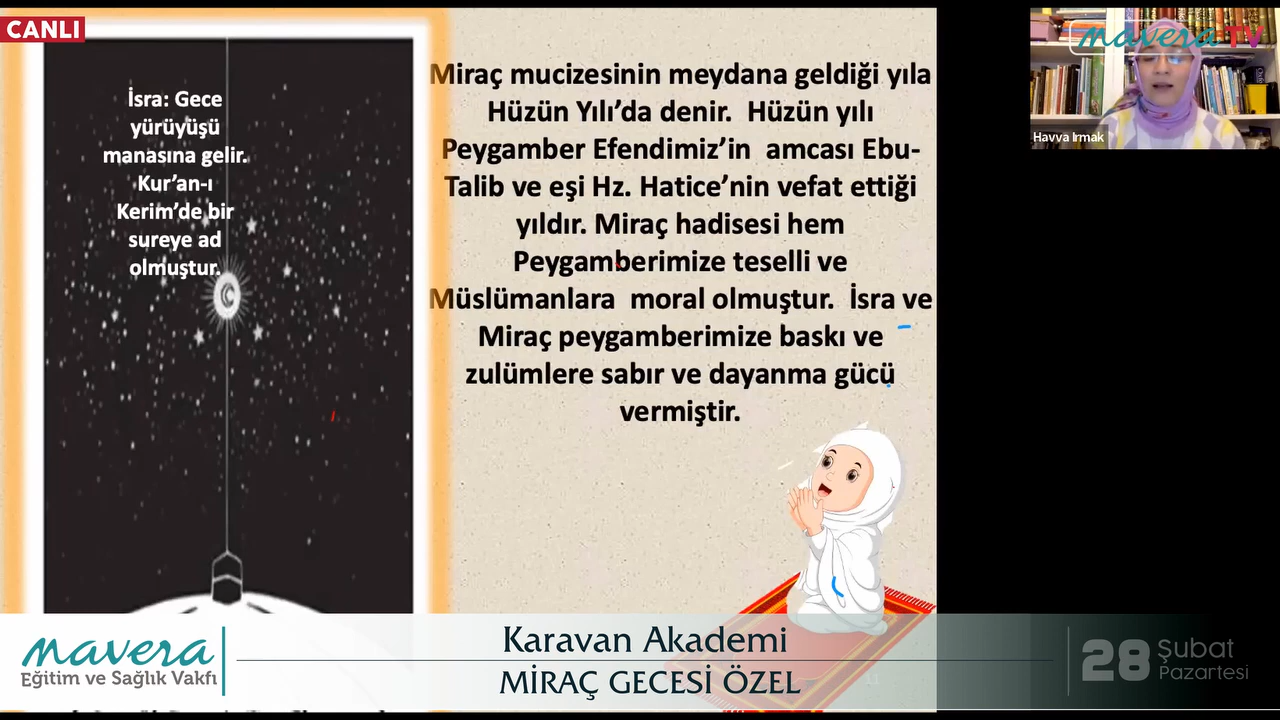 CANLI
İsra: Gece
yürüyüşü
manasına gelir.
Kur'an-ı
Kerim'de bir
sureye ad
olmuştur.
Miraç mucizesinin meydana geldiği yıla
Hüzün Yılı'da denir. Hüzün yılı
Peygamber Efendimiz'in amcası Ebu-
Talib ve eşi Hz. Hatice'nin vefat ettiği
yıldır. Miraç hadisesi hem
Peygamberimize teselli ve
Müslümanlara moral olmuştur. İsra ve
Miraç peygamberimize baskı ve
zulümlere sabır ve dayanma gücü
vermiştir.
mavera TV
Havva Irmak
mavera
Eğitim ve Sağlık Vakfı
Karavan Akademi
MİRAÇ GECESİ ÖZEL
28 Şubat
Pazartesi